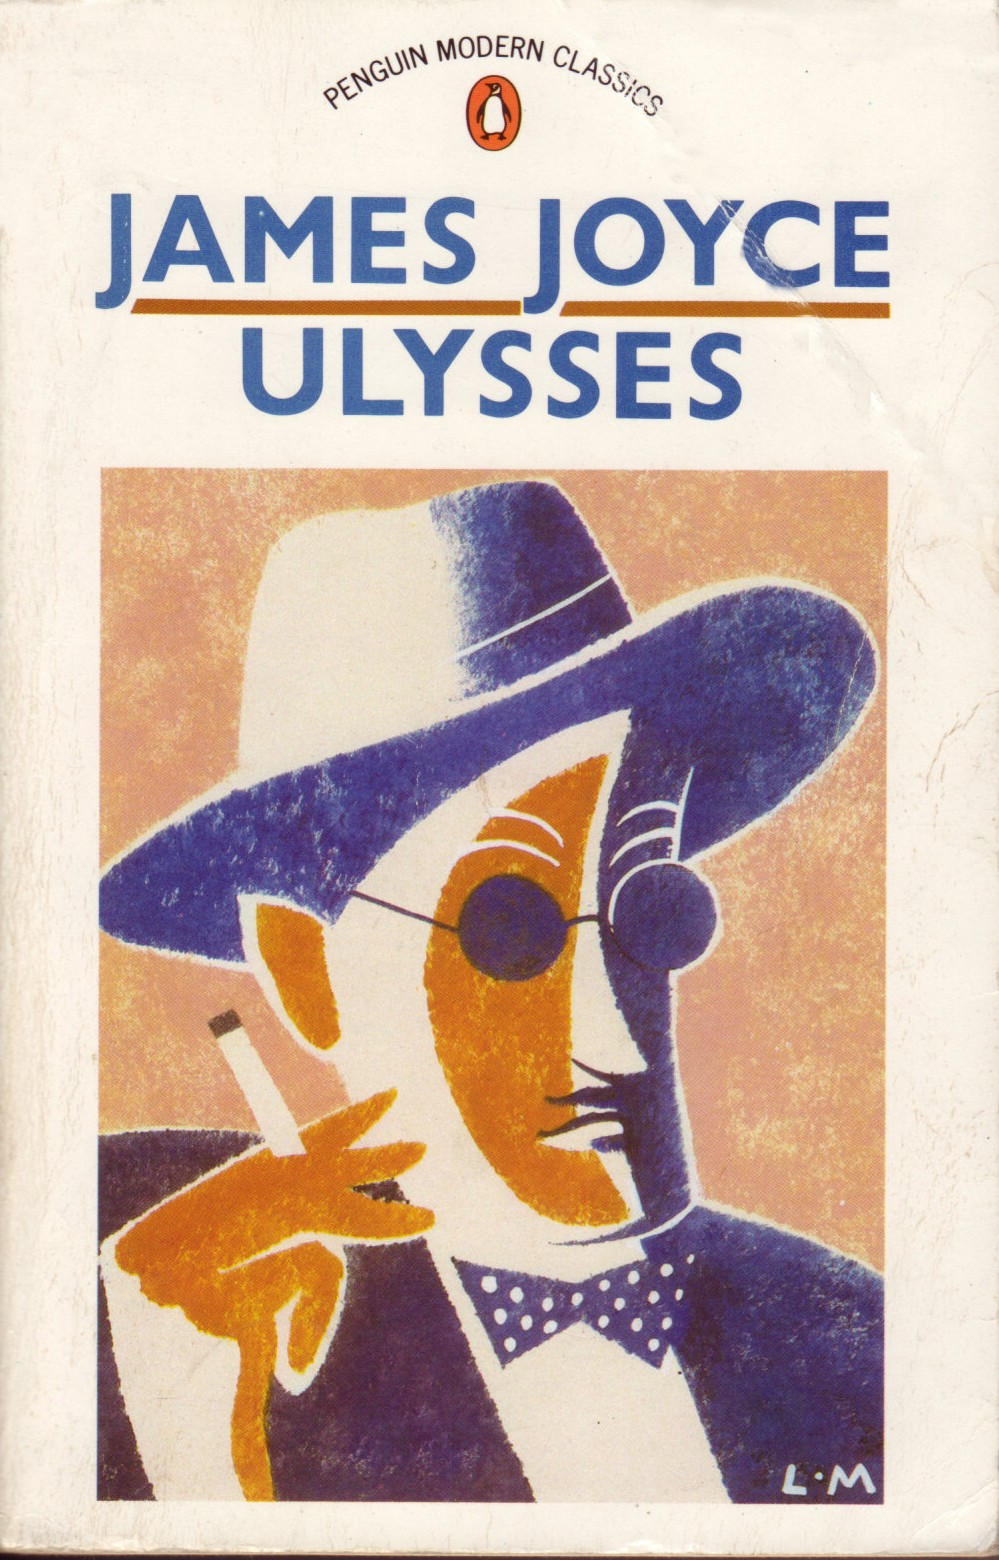 PENGUIN MODERN CLASSICS
JAMES JOYCE
ULYSSES
L·M